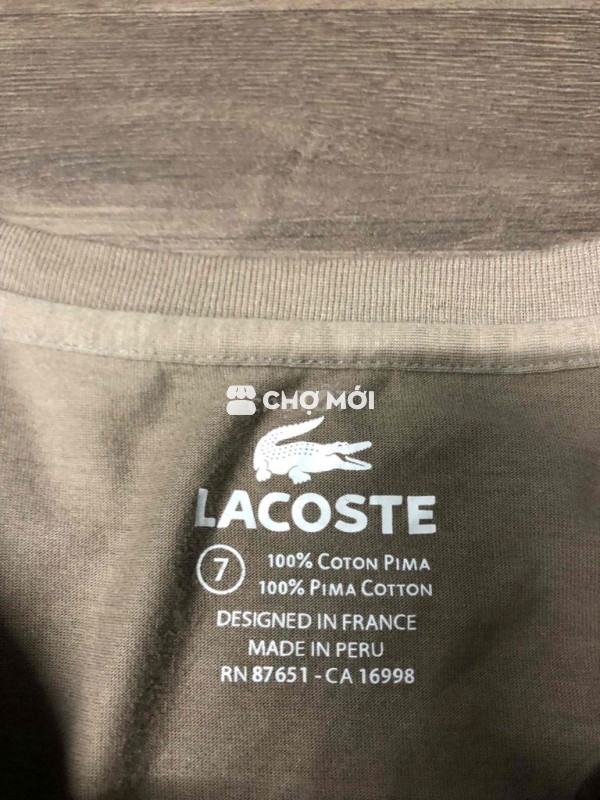 CHỢ MỚI
LACOSTE
7
100% COTON PIMA
100% PIMA COTTON
DESIGNED IN FRANCE
MADE IN PERU
RN 87651 - CA 16998